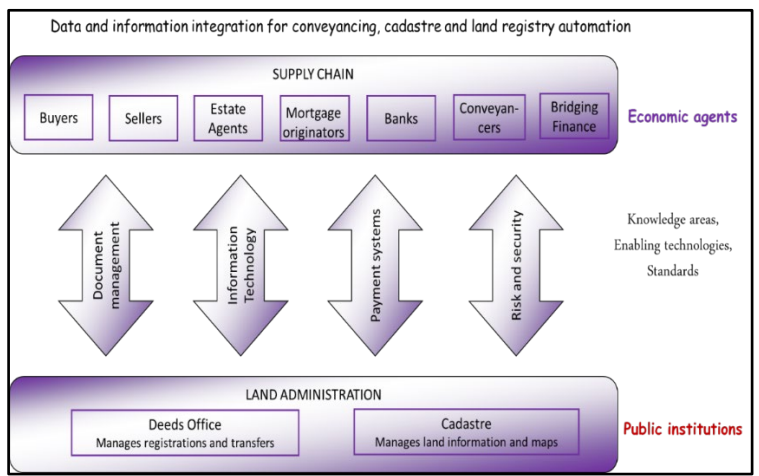 Data and information integration for conveyancing, cadastre and land registry automation
SUPPLY CHAIN
Buyers
Sellers
Estate
Agents
Mortgage
originators
Banks
Conveyan-
cers
Bridging
Finance
Economic agents
Document
management
Information
Technology
Payment systems
Risk and security
Knowledge areas,
Enabling technologies,
Standards
LAND ADMINISTRATION
Deeds Office
Manages registrations and transfers
Cadastre
Manages land information and maps
Public institutions